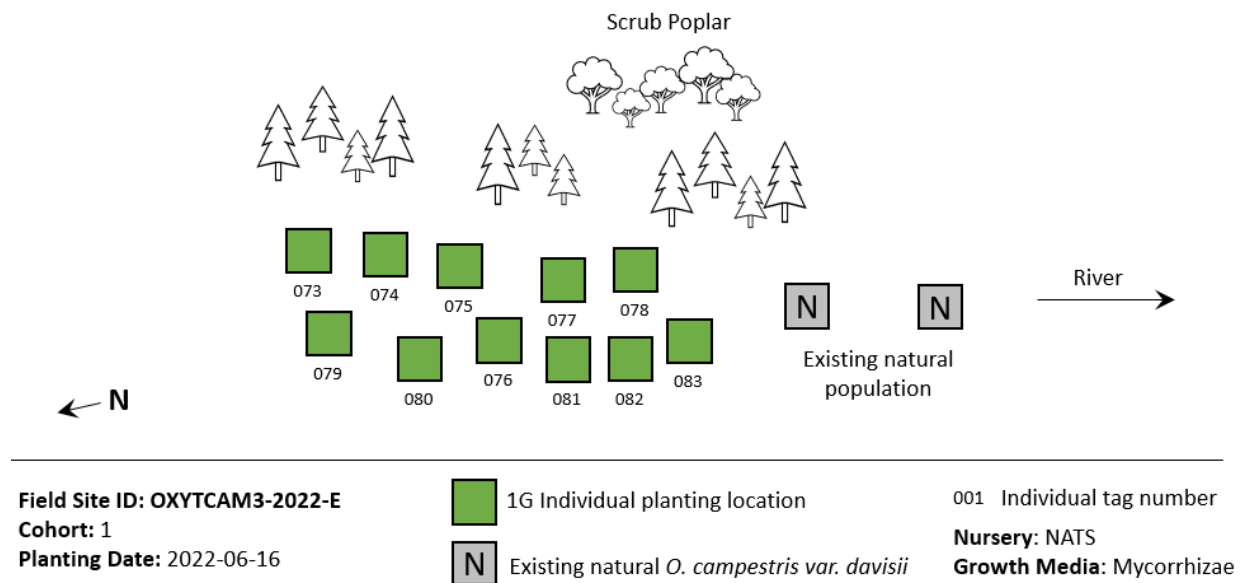 Scrub Poplar
073
074
075
077
078
079
080
076
081
082
083
N
N
Existing natural
population
River
N
Field Site ID: OXYTCAM3-2022-E
Cohort: 1
Planting Date: 2022-06-16
1G Individual planting location
N
Existing natural O. campestris var. davisii
001 Individual tag number
Nursery: NATS
Growth Media: Mycorrhizae